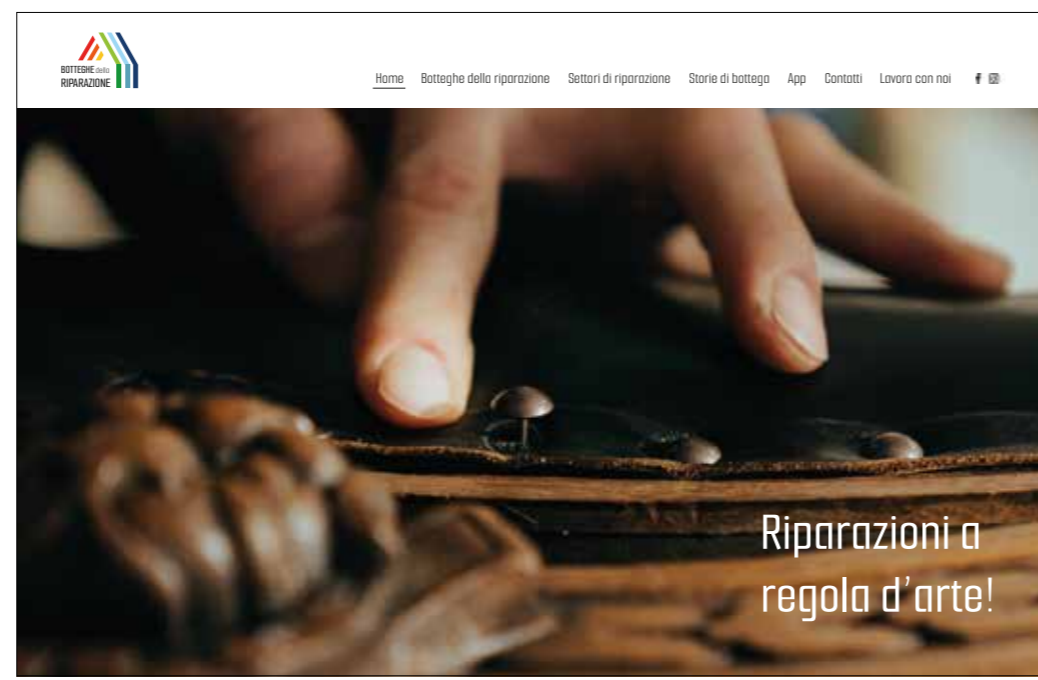 BOTTEGHE della
RIPARAZIONE
Home Botteghe della riparazione Settori di riparazione Storie di bottega App Contatti Lavora con noi
Riparazioni a
regola d'arte!